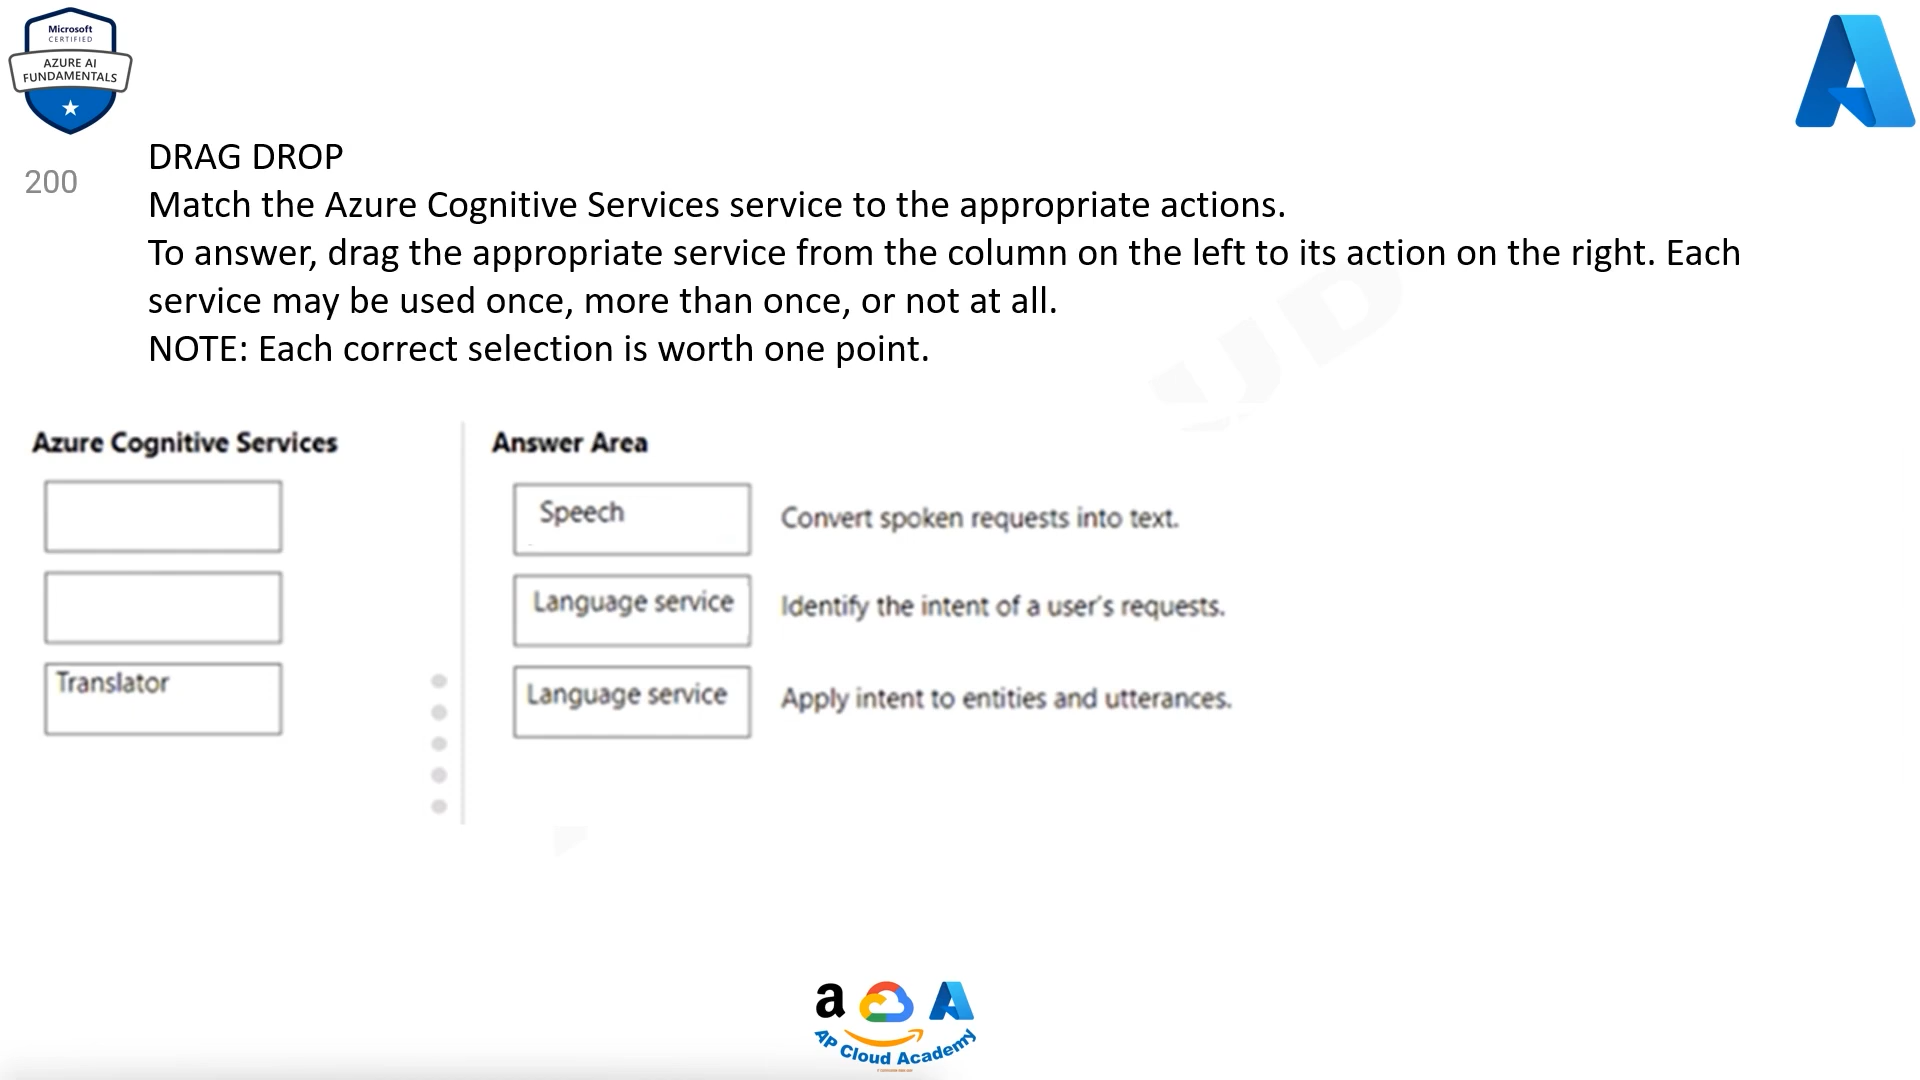 Microsoft
CERTIFIED
AZURE AI
FUNDAMENTALS
200
DRAG DROP
Match the Azure Cognitive Services service to the appropriate actions.
To answer, drag the appropriate service from the column on the left to its action on the right. Each
service may be used once, more than once, or not at all.
NOTE: Each correct selection is worth one point.
Azure Cognitive Services
Answer Area
Speech
Convert spoken requests into text.
Language service
Identify the intent of a user's requests.
Translator
Language service
Apply intent to entities and utterances.
a
AP Cloud Academy